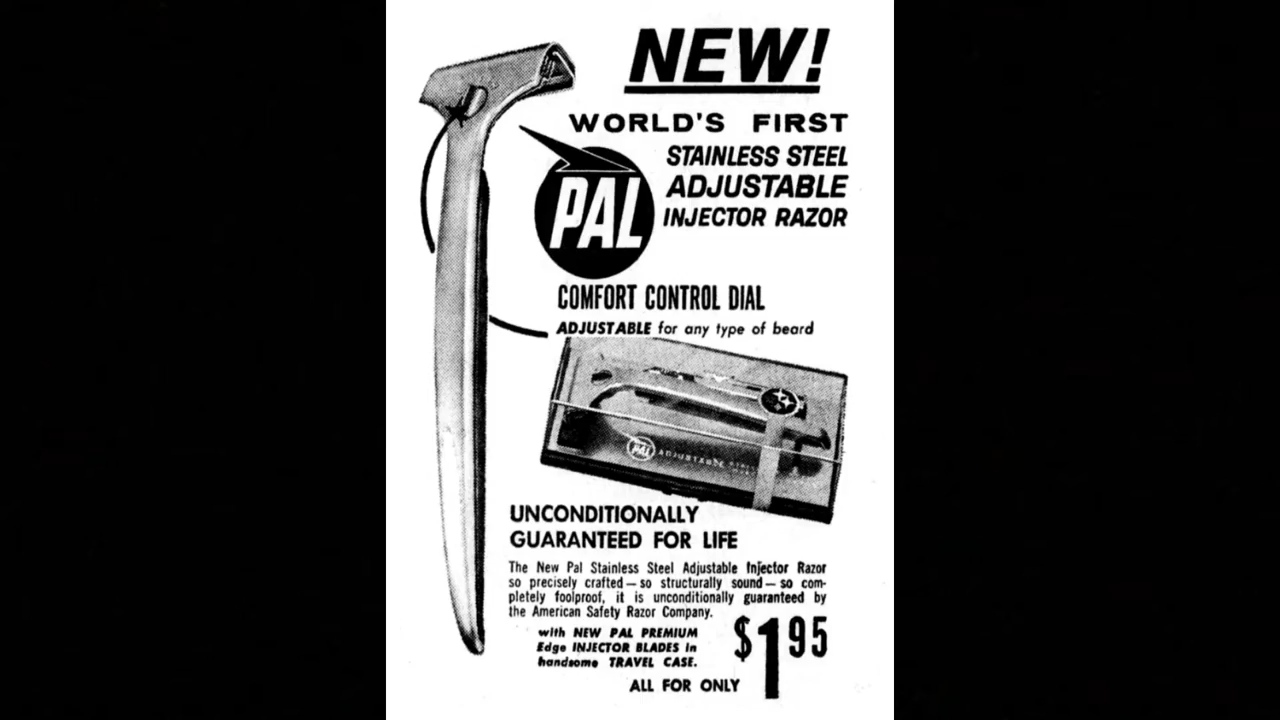 NEW!
WORLD'S FIRST
STAINLESS STEEL
ADJUSTABLE
INJECTOR RAZOR
PAL
COMFORT CONTROL DIAL
ADJUSTABLE for any type of beard
PAL ADJUSTABLE
UNCONDITIONALLY
GUARANTEED FOR LIFE
The New Pal Stainless Steel Adjustable Injector Razor
so precisely crafted — so structurally sound — so com-
pletely foolproof, it is unconditionally guaranteed by
the American Safety Razor Company.
with NEW PAL PREMIUM
Edge INJECTOR BLADES in
handsome TRAVEL CASE.
ALL FOR ONLY
$1.95